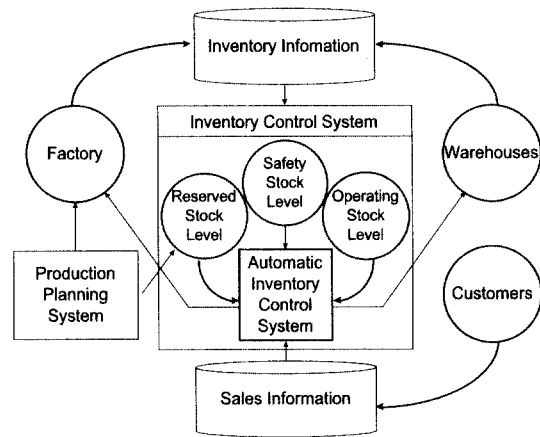 Inventory Infomation
Inventory Control System
Factory
Warehouses
Safety
Stock
Level
Reserved
Stock
Level
Operating
Stock
Level
Automatic
Inventory
Control
System
Production
Planning
System
Customers
Sales Information